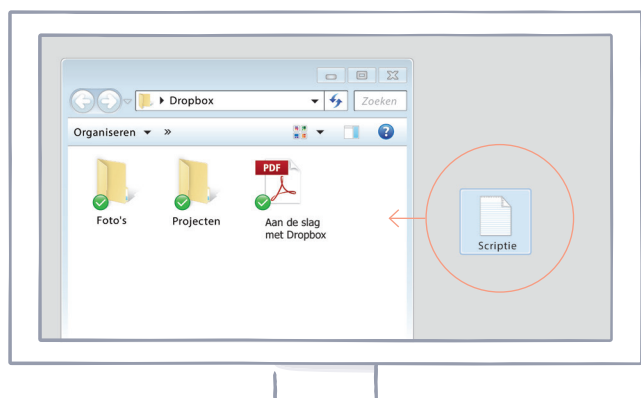 Dropbox
Zoeken
Organiseren
»
?
PDF
Foto's
Projecten
Aan de slag
met Dropbox
Scriptie